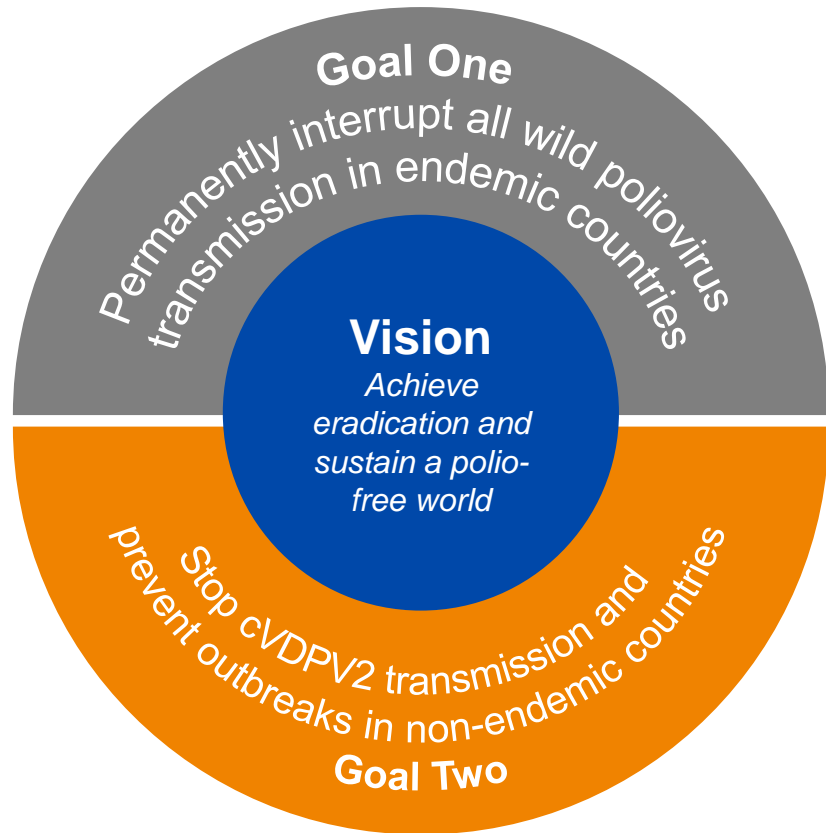 Goal One
Permanently interrupt all wild poliovirus
transmission in endemic countries
Vision
Achieve
eradication and
sustain a polio-
free world
Stop cVDPV2 transmission and
prevent outbreaks in non-endemic countries
Goal Two